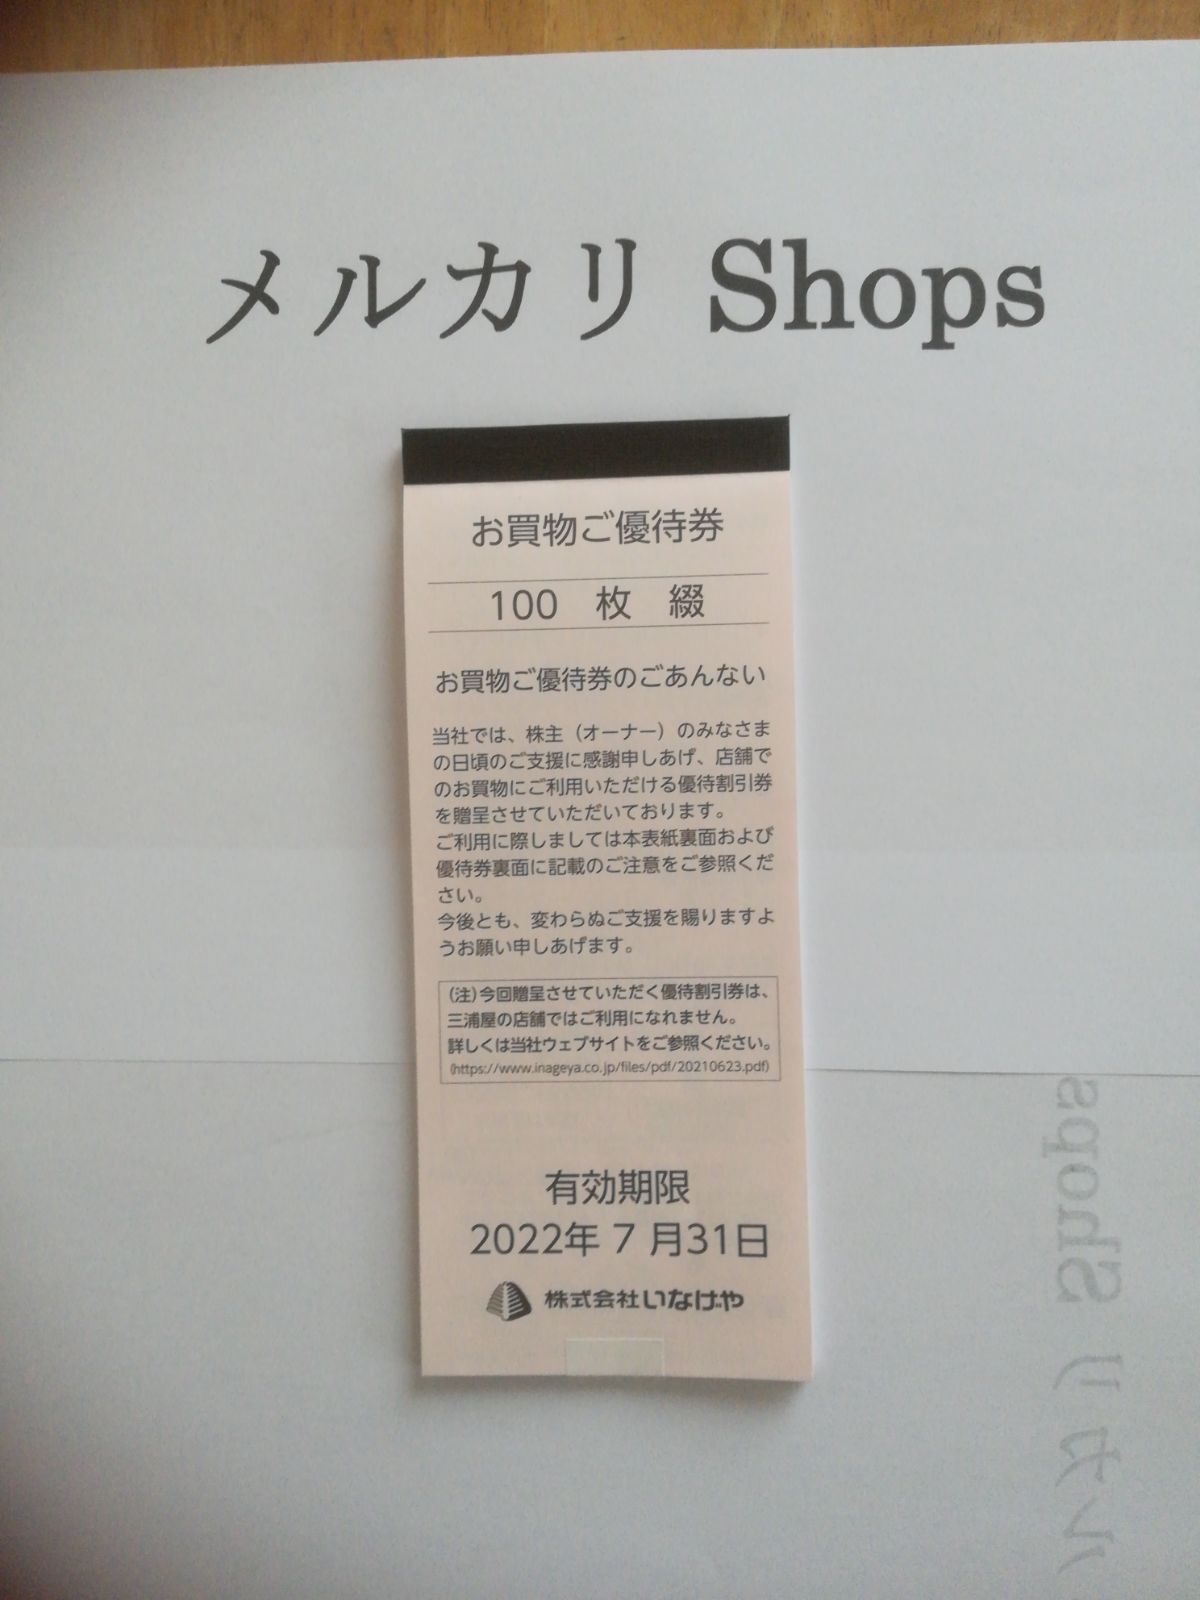 メルカリ Shops
お買物ご優待券
100 枚 綴
お買物ご優待券のごあんない
当社では、株主（オーナー）のみなさま
の日頃のご支援に感謝申しあげ、店舗で
のお買物にご利用いただける優待割引券
を贈呈させていただいております。
ご利用に際しましては本表紙裏面および
優待券裏面に記載のご注意をご参照くだ
さい。
今後とも、変わらぬご支援を賜りますよ
うお願い申しあげます。
（注）今回贈呈させていただく優待割引券は、
三浦屋の店舗ではご利用になれません。
詳しくは当社ウェブサイトをご参照ください。
(https://www.inageya.co.jp/files/pdf/20210623.pdf)
有効期限
2022年 7 月31日
株式会社いなげや
ルカリ Shops